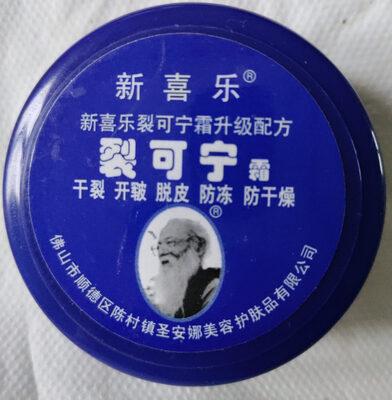 新喜乐®
新喜乐裂可宁霜升级配方
裂可宁霜
干裂 开皲 脱皮 防冻 防干燥
®
佛山市顺德区陈村镇圣安娜美容护肤品有限公司